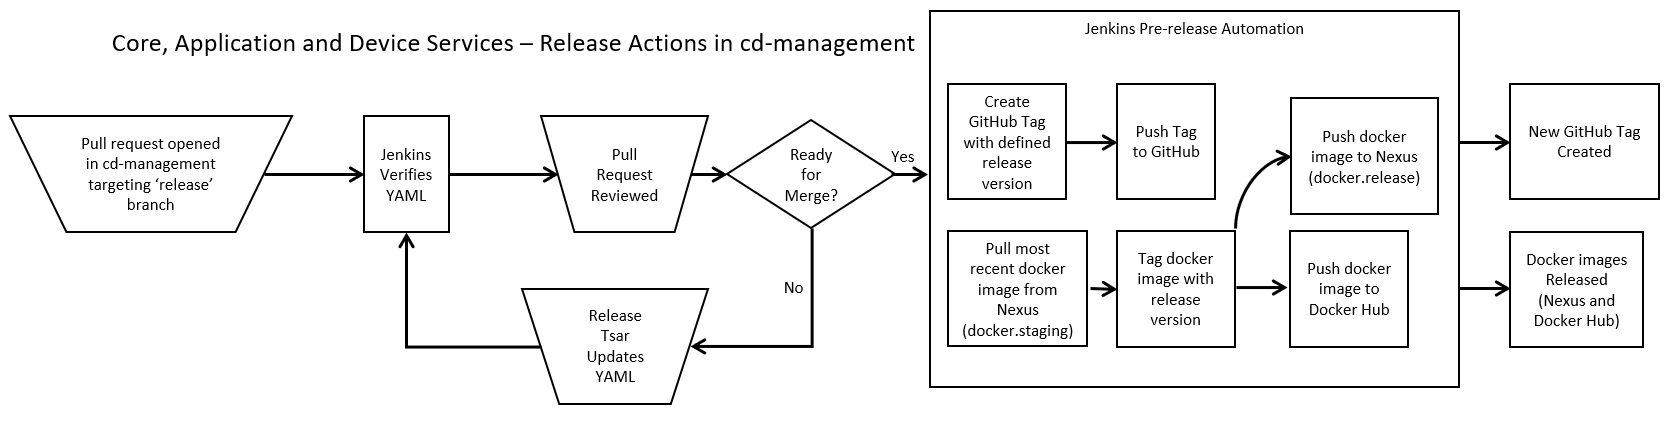 Core, Application and Device Services – Release Actions in cd-management
Pull request opened
in cd-management
targeting ‘release’
branch
Jenkins
Verifies
YAML
Pull
Request
Reviewed
Ready
for
Merge?
Yes
No
Release
Tsar
Updates
YAML
Jenkins Pre-release Automation
Create
GitHub Tag
with defined
release
version
Push Tag
to GitHub
Pull most
recent docker
image from
Nexus
(docker.staging)
Tag docker
image with
release
version
Push docker
image to Nexus
(docker.release)
Push docker
image to
Docker Hub
New GitHub Tag
Created
Docker images
Released
(Nexus and
Docker Hub)